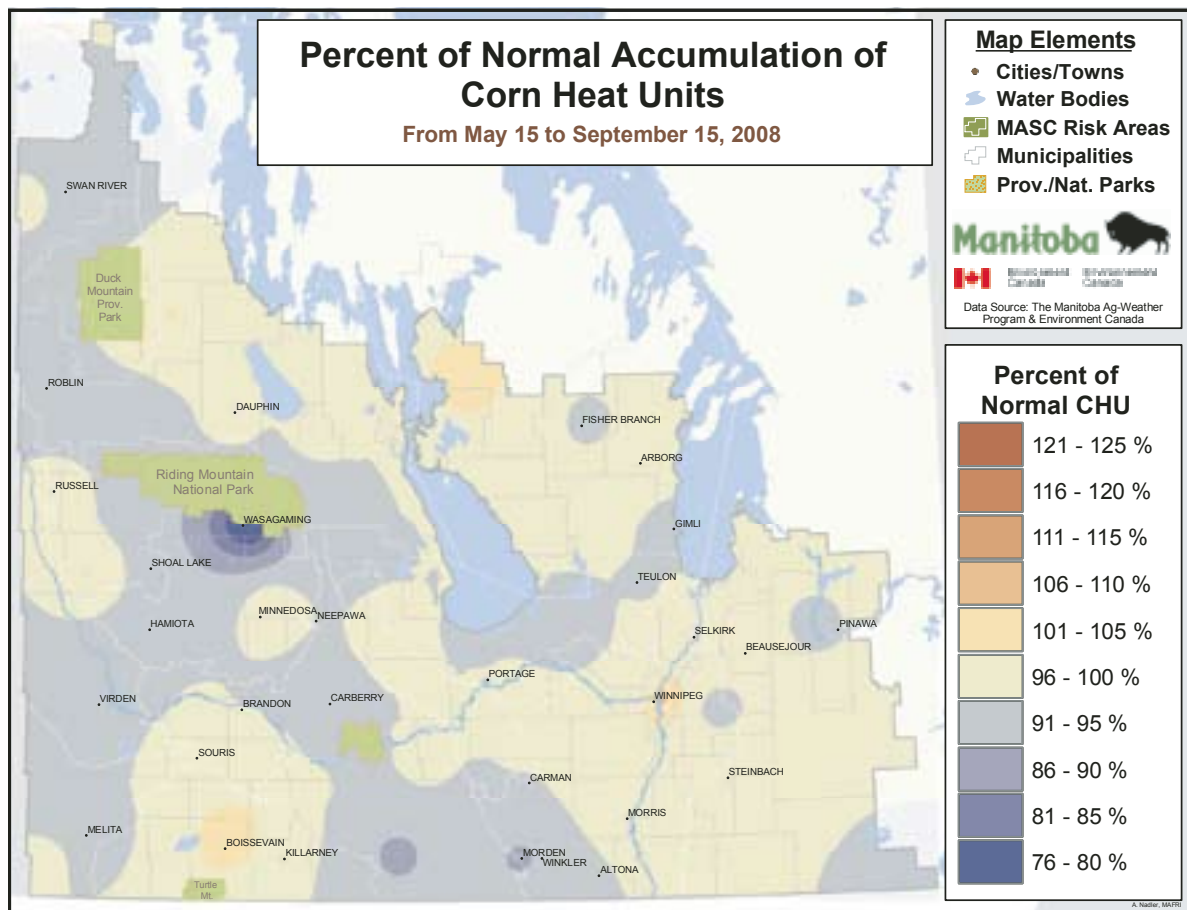 Percent of Normal Accumulation of
Corn Heat Units
From May 15 to September 15, 2008
Map Elements
Cities/Towns
Water Bodies
MASC Risk Areas
Municipalities
Prov./Nat. Parks
Manitoba
Environment
Canada
Environnement
Canada
Data Source: The Manitoba Ag-Weather
Program & Environment Canada
Percent of
Normal CHU
121 - 125 %
116 - 120 %
111 - 115 %
106 - 110 %
101 - 105 %
96 - 100 %
91 - 95 %
86 - 90 %
81 - 85 %
76 - 80 %
SWAN RIVER
Duck
Mountain
Prov.
Park
ROBLIN
DAUPHIN
FISHER BRANCH
ARBORG
RUSSELL
Riding Mountain
National Park
WASAGAMING
GIMLI
SHOAL LAKE
TEULON
MINNEDOSA
NEEPAWA
HAMIOTA
SELKIRK
PINAWA
BEAUSEJOUR
PORTAGE
VIRDEN
BRANDON
CARBERRY
WINNIPEG
SOURIS
CARMAN
STEINBACH
MORRIS
MELITA
BOISSEVAIN
KILLARNEY
MORDEN
WINKLER
ALTONA
Turtle
Mt.
A. Nadler, MAFRI